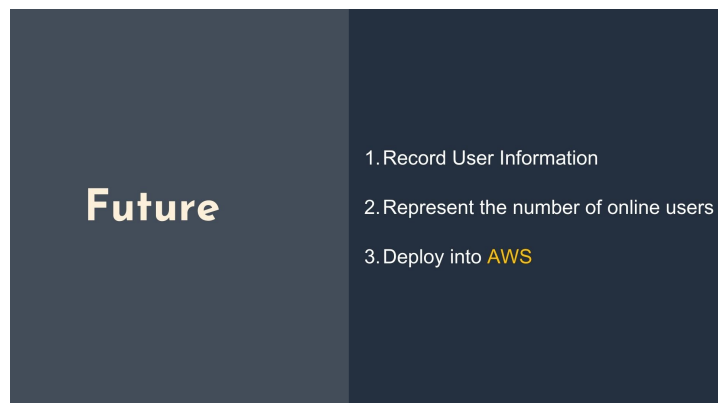 Future
1. Record User Information
2. Represent the number of online users
3. Deploy into AWS